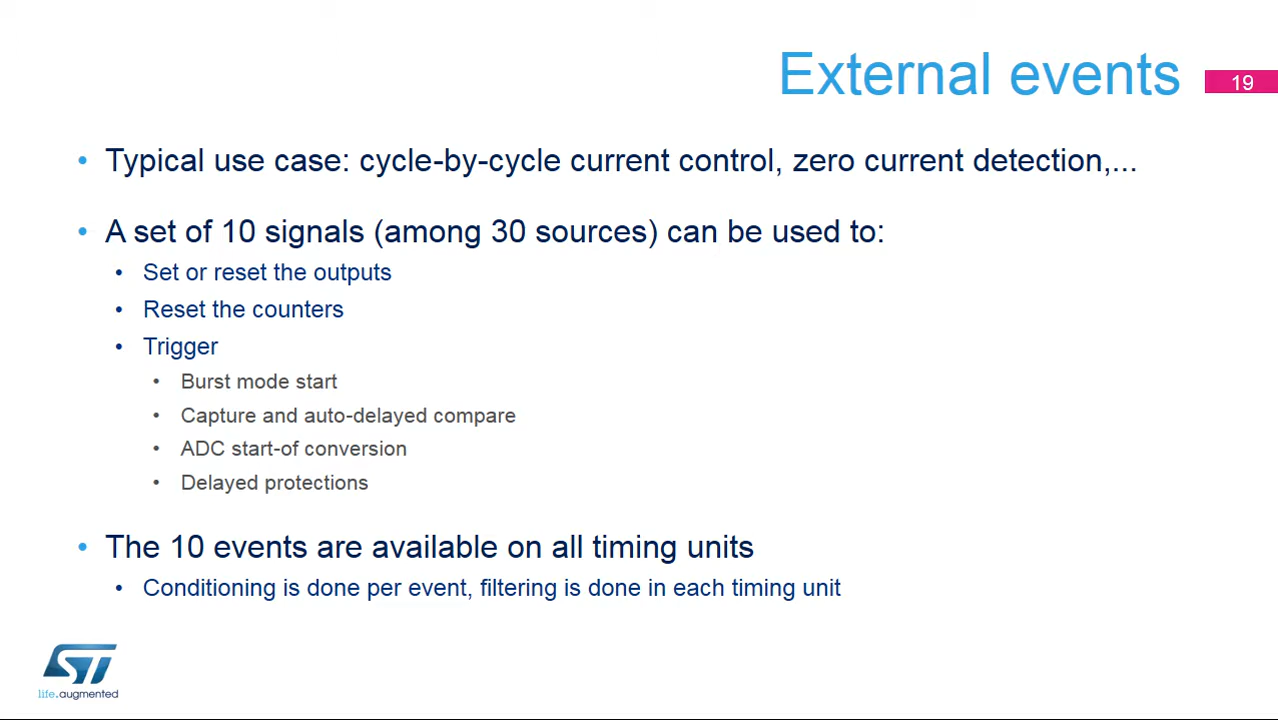 External events
19
• Typical use case: cycle-by-cycle current control, zero current detection,...
• A set of 10 signals (among 30 sources) can be used to:
• Set or reset the outputs
• Reset the counters
• Trigger
• Burst mode start
• Capture and auto-delayed compare
• ADC start-of conversion
• Delayed protections
• The 10 events are available on all timing units
• Conditioning is done per event, filtering is done in each timing unit
ST
life.augmented